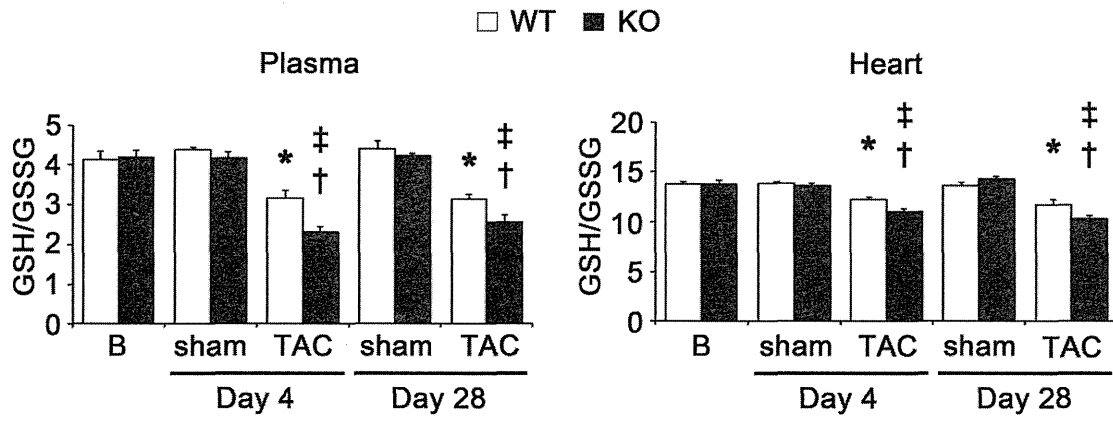 WT KO
Plasma
GSH/GSSG
5
4
3
2
1
0
* ‡ †
* ‡ †
B sham TAC sham TAC
Day 4 Day 28
Heart
GSH/GSSG
20
15
10
5
0
* ‡ †
* ‡ †
B sham TAC sham TAC
Day 4 Day 28